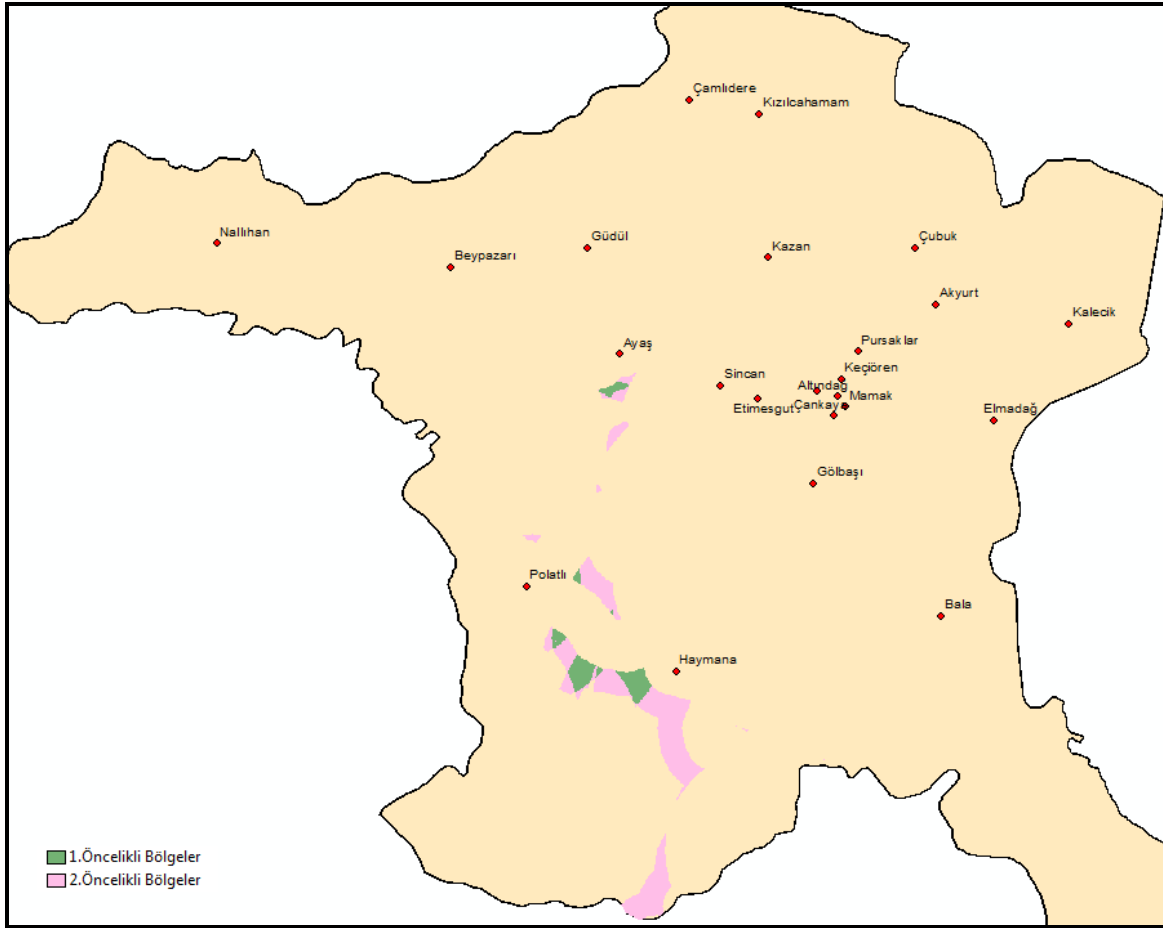 Çamlıdere
Kızılcahamam
Nallıhan
Güdül
Çubuk
Beypazarı
Kazan
Akyurt
Kalecik
Ayaş
Pursaklar
Keçiören
Sincan
Altındağ
Mamak
Etimesgut
Çankaya
Elmadağ
Gölbaşı
Polatlı
Bala
Haymana
1.Öncelikli Bölgeler
2.Öncelikli Bölgeler